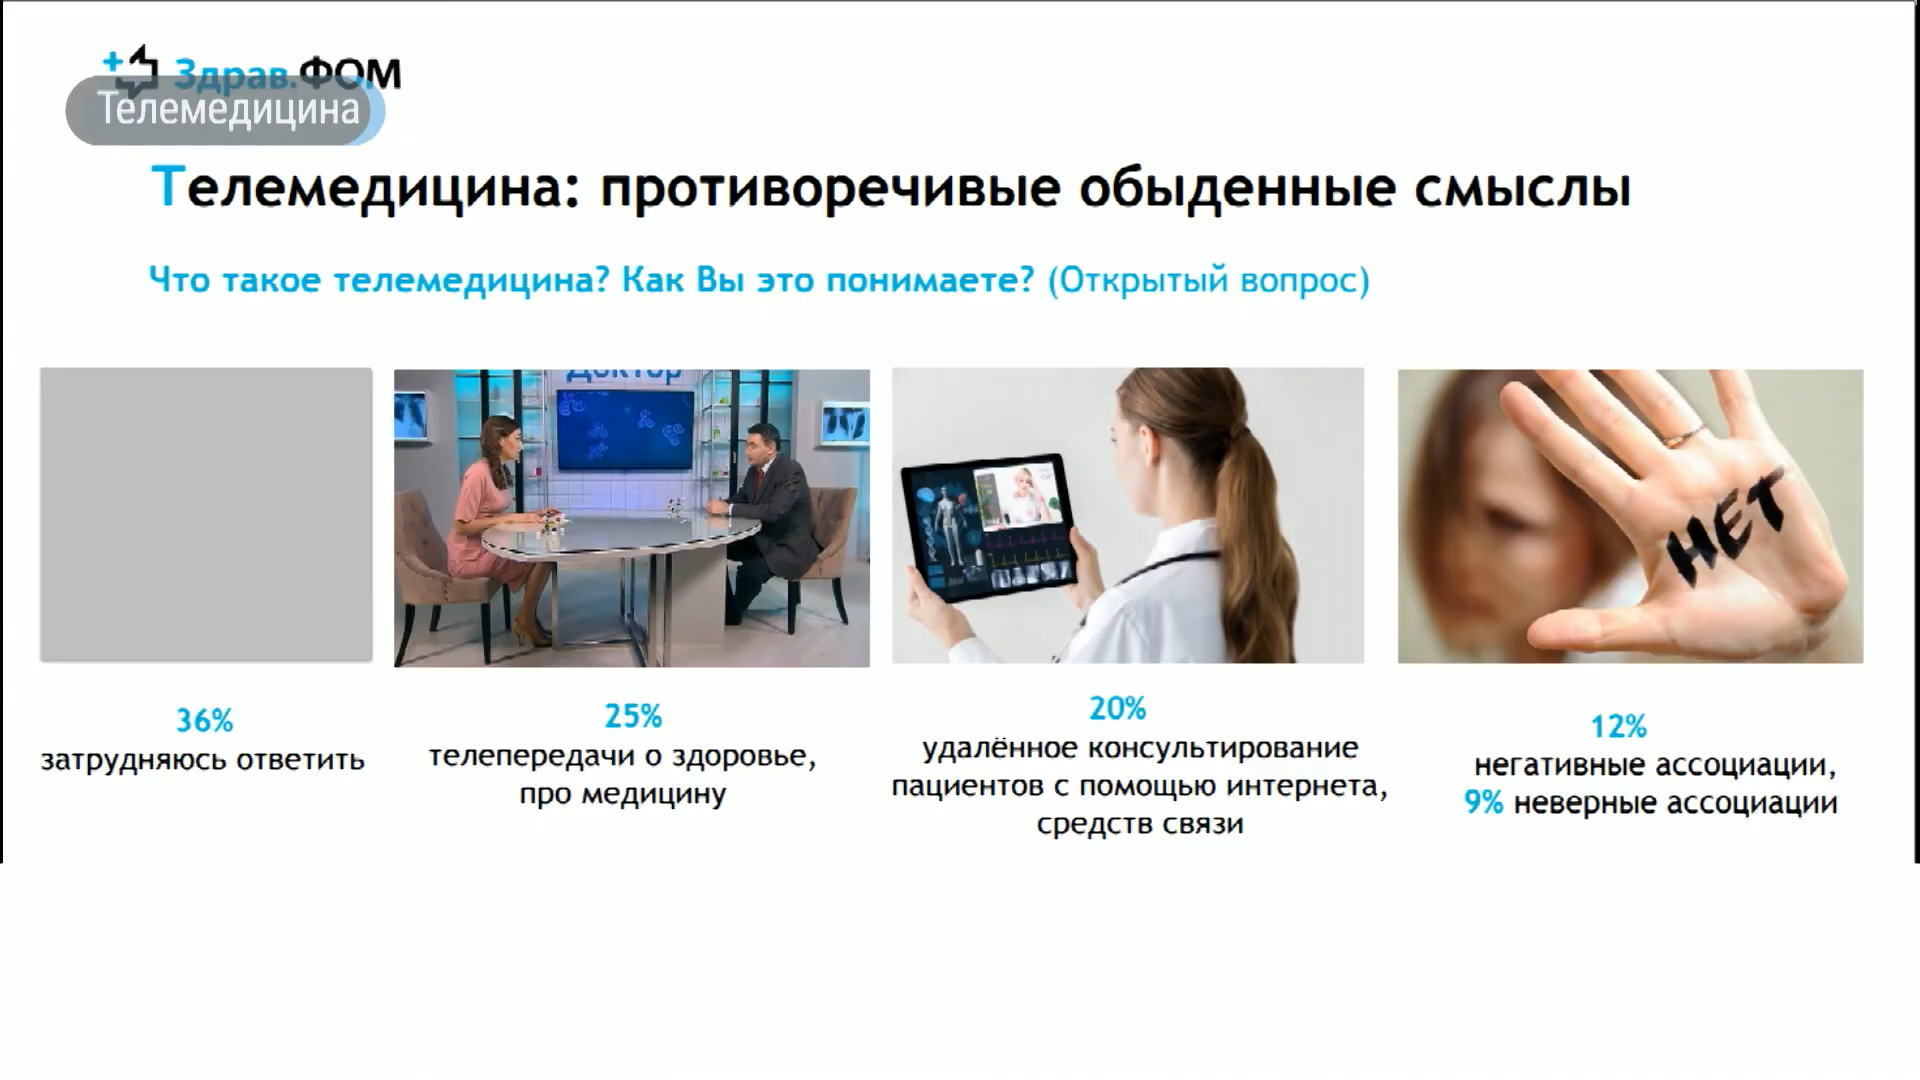 Здрав.ФОМ
Телемедицина
Телемедицина: противоречивые обыденные смыслы
Что такое телемедицина? Как Вы это понимаете? (Открытый вопрос)
Доктор
НЕТ
36%
затрудняюсь ответить
25%
телепередачи о здоровье,
про медицину
20%
удалённое консультирование
пациентов с помощью интернета,
средств связи
12%
негативные ассоциации,
9% неверные ассоциации